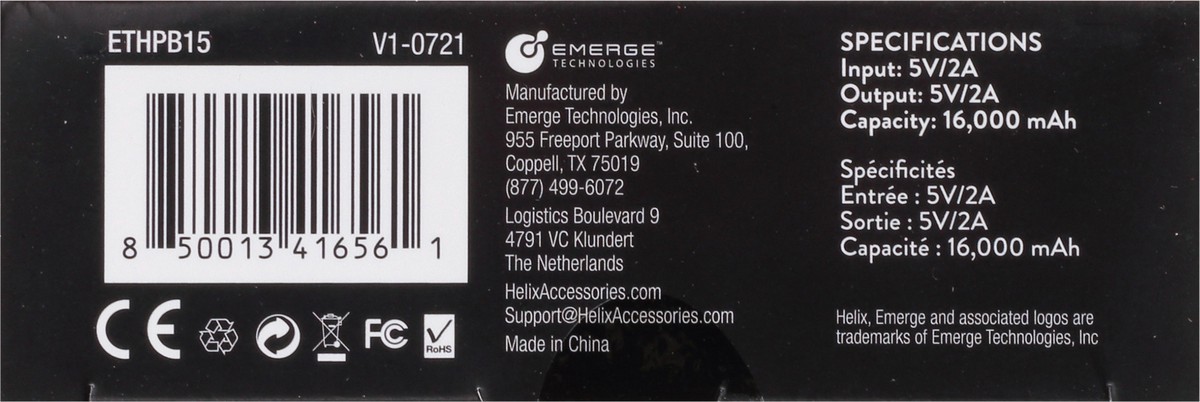 ETHPB15 V1-0721
8 50013 41656 1
CE
FC
RoHS
EMERGE™
TECHNOLOGIES
Manufactured by
Emerge Technologies, Inc.
955 Freeport Parkway, Suite 100,
Coppell, TX 75019
(877) 499-6072
Logistics Boulevard 9
4791 VC Klundert
The Netherlands
HelixAccessories.com
Support@HelixAccessories.com
Made in China
SPECIFICATIONS
Input: 5V/2A
Output: 5V/2A
Capacity: 16,000 mAh
Spécificités
Entrée : 5V/2A
Sortie : 5V/2A
Capacité : 16,000 mAh
Helix, Emerge and associated logos are
trademarks of Emerge Technologies, Inc